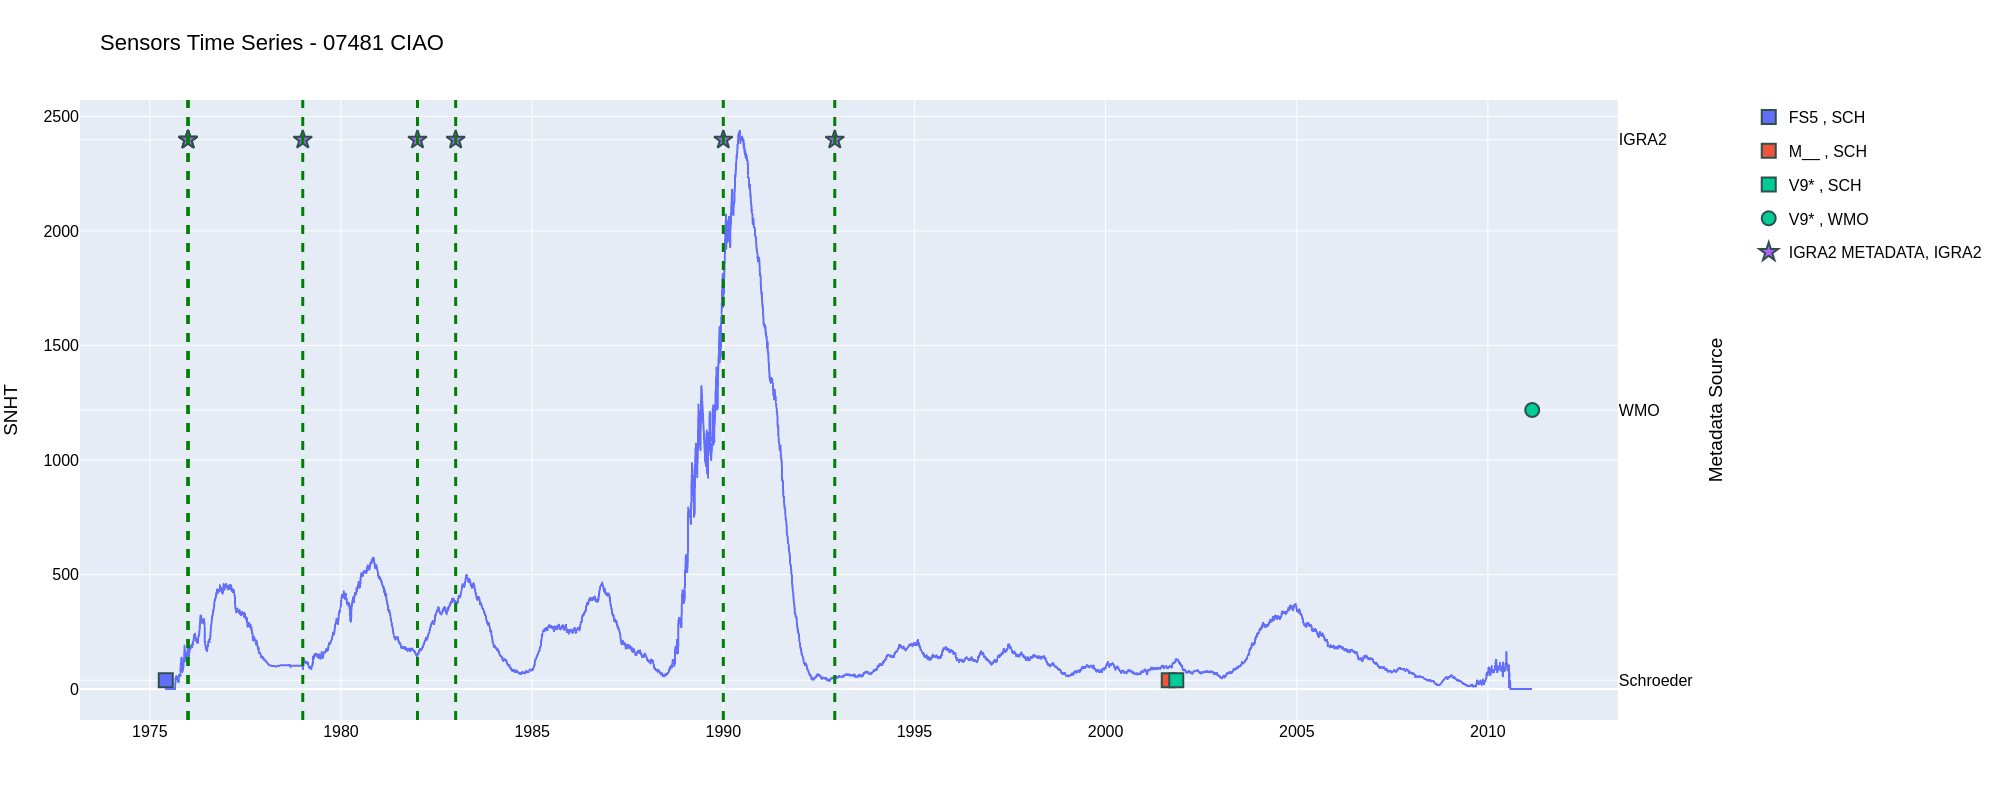 Sensors Time Series - 07481 CIAO
SNHT
2500
2000
1500
1000
500
0
1975
1980
1985
1990
1995
2000
2005
2010
IGRA2
WMO
Schroeder
Metadata Source
FS5 , SCH
M__ , SCH
V9* , SCH
V9* , WMO
IGRA2 METADATA, IGRA2